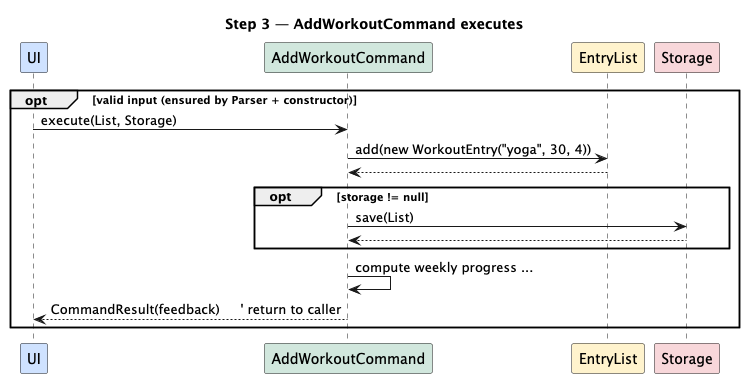 Step 3 — AddWorkoutCommand executes
UI
AddWorkoutCommand
EntryList
Storage
opt
[valid input (ensured by Parser + constructor)]
execute(List, Storage)
add(new WorkoutEntry("yoga", 30, 4))
opt
[storage != null]
save(List)
compute weekly progress ...
CommandResult(feedback) ' return to caller
UI
AddWorkoutCommand
EntryList
Storage